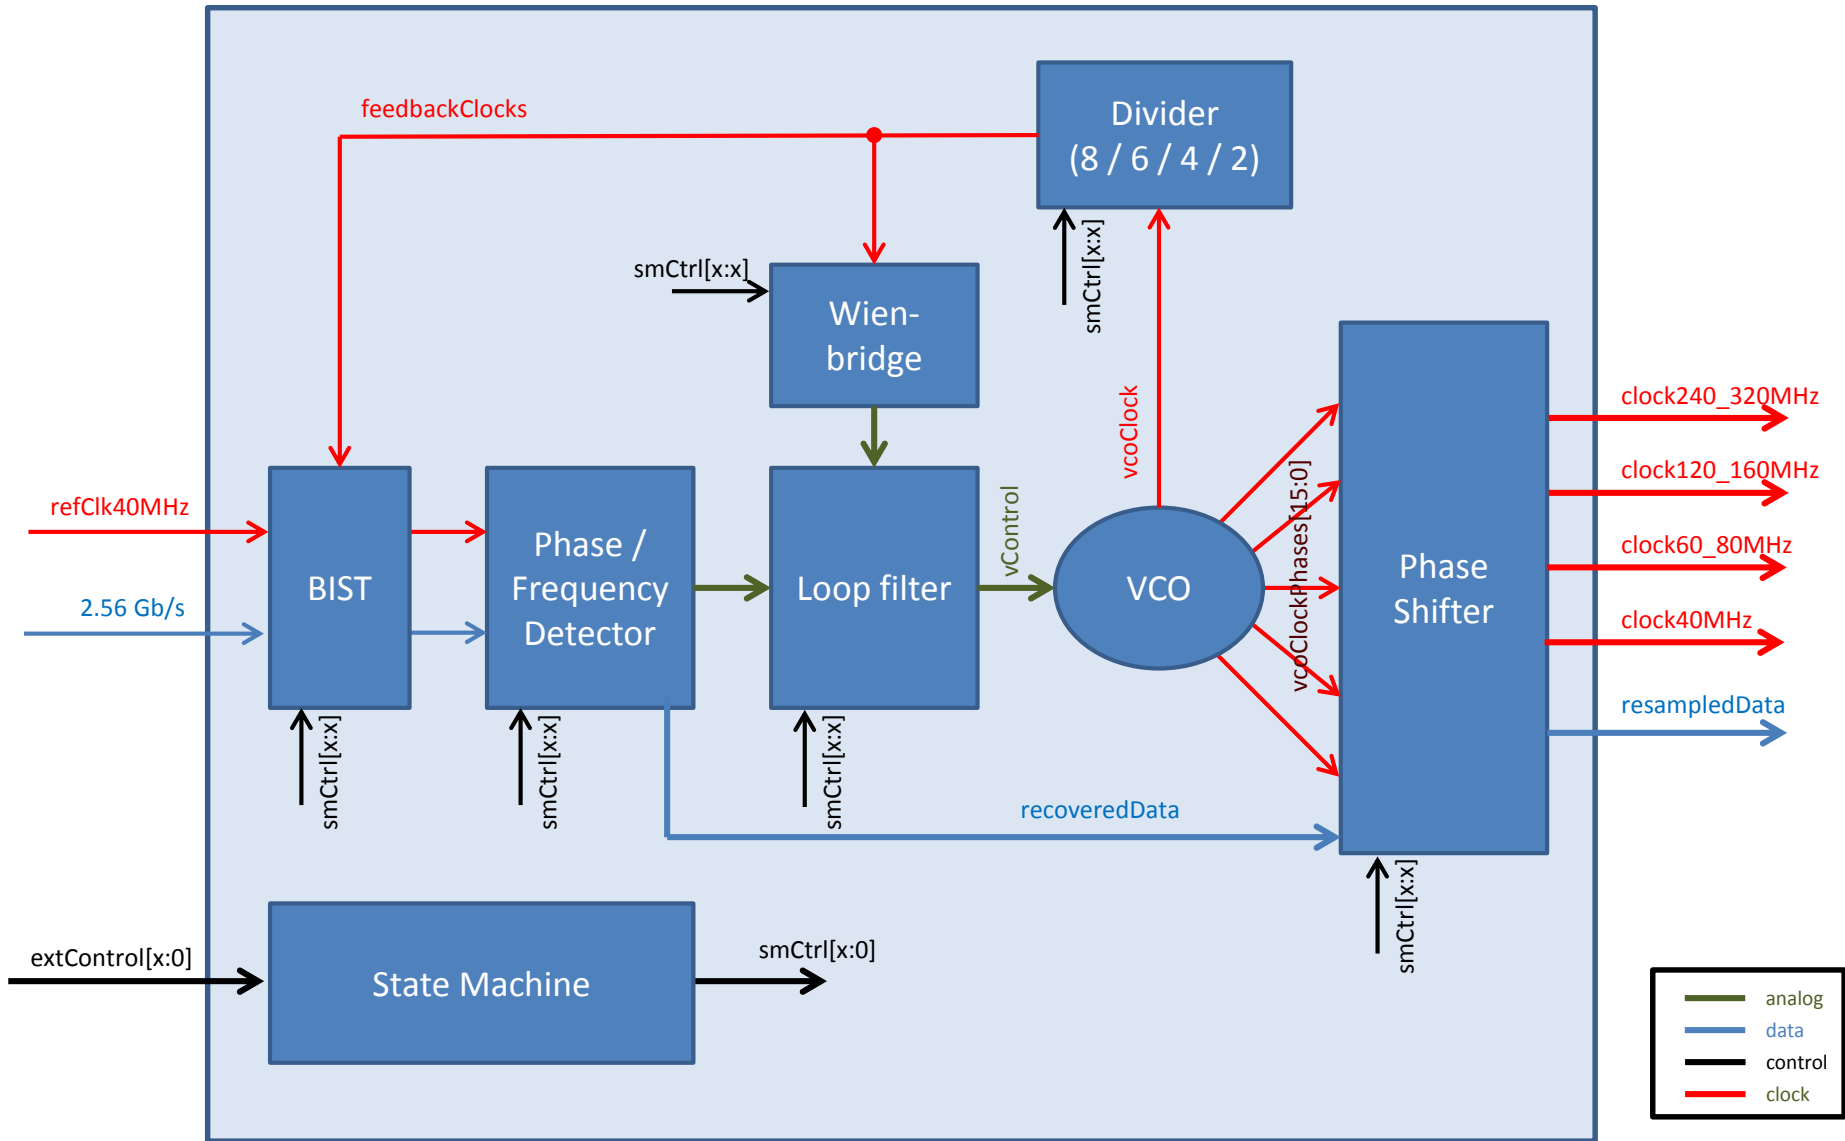 feedbackClocks
Divider
(8 / 6 / 4 / 2)
smCtrl[x:x]
smCtrl[x:x]
Wien-
bridge
vcoClock
clock240_320MHz
clock120_160MHz
clock60_80MHz
clock40MHz
resampledData
refClk40MHz
2.56 Gb/s
BIST
Phase /
Frequency
Detector
Loop filter
vControl
VCO
vcoClockPhases[15:0]
Phase
Shifter
smCtrl[x:x]
smCtrl[x:x]
smCtrl[x:x]
recoveredData
smCtrl[x:x]
extControl[x:0]
State Machine
smCtrl[x:0]
analog
data
control
clock